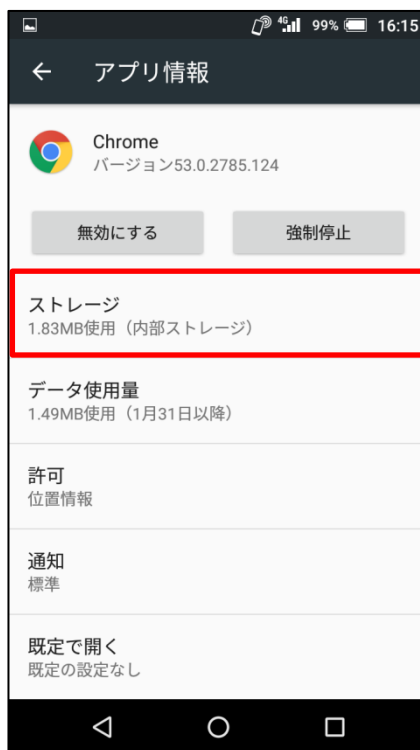 4G 99% 16:15
アプリ情報
Chrome
バージョン53.0.2785.124
無効にする 強制停止
ストレージ
1.83MB使用（内部ストレージ）
データ使用量
1.49MB使用（1月31日以降）
許可
位置情報
通知
標準
既定で開く
既定の設定なし